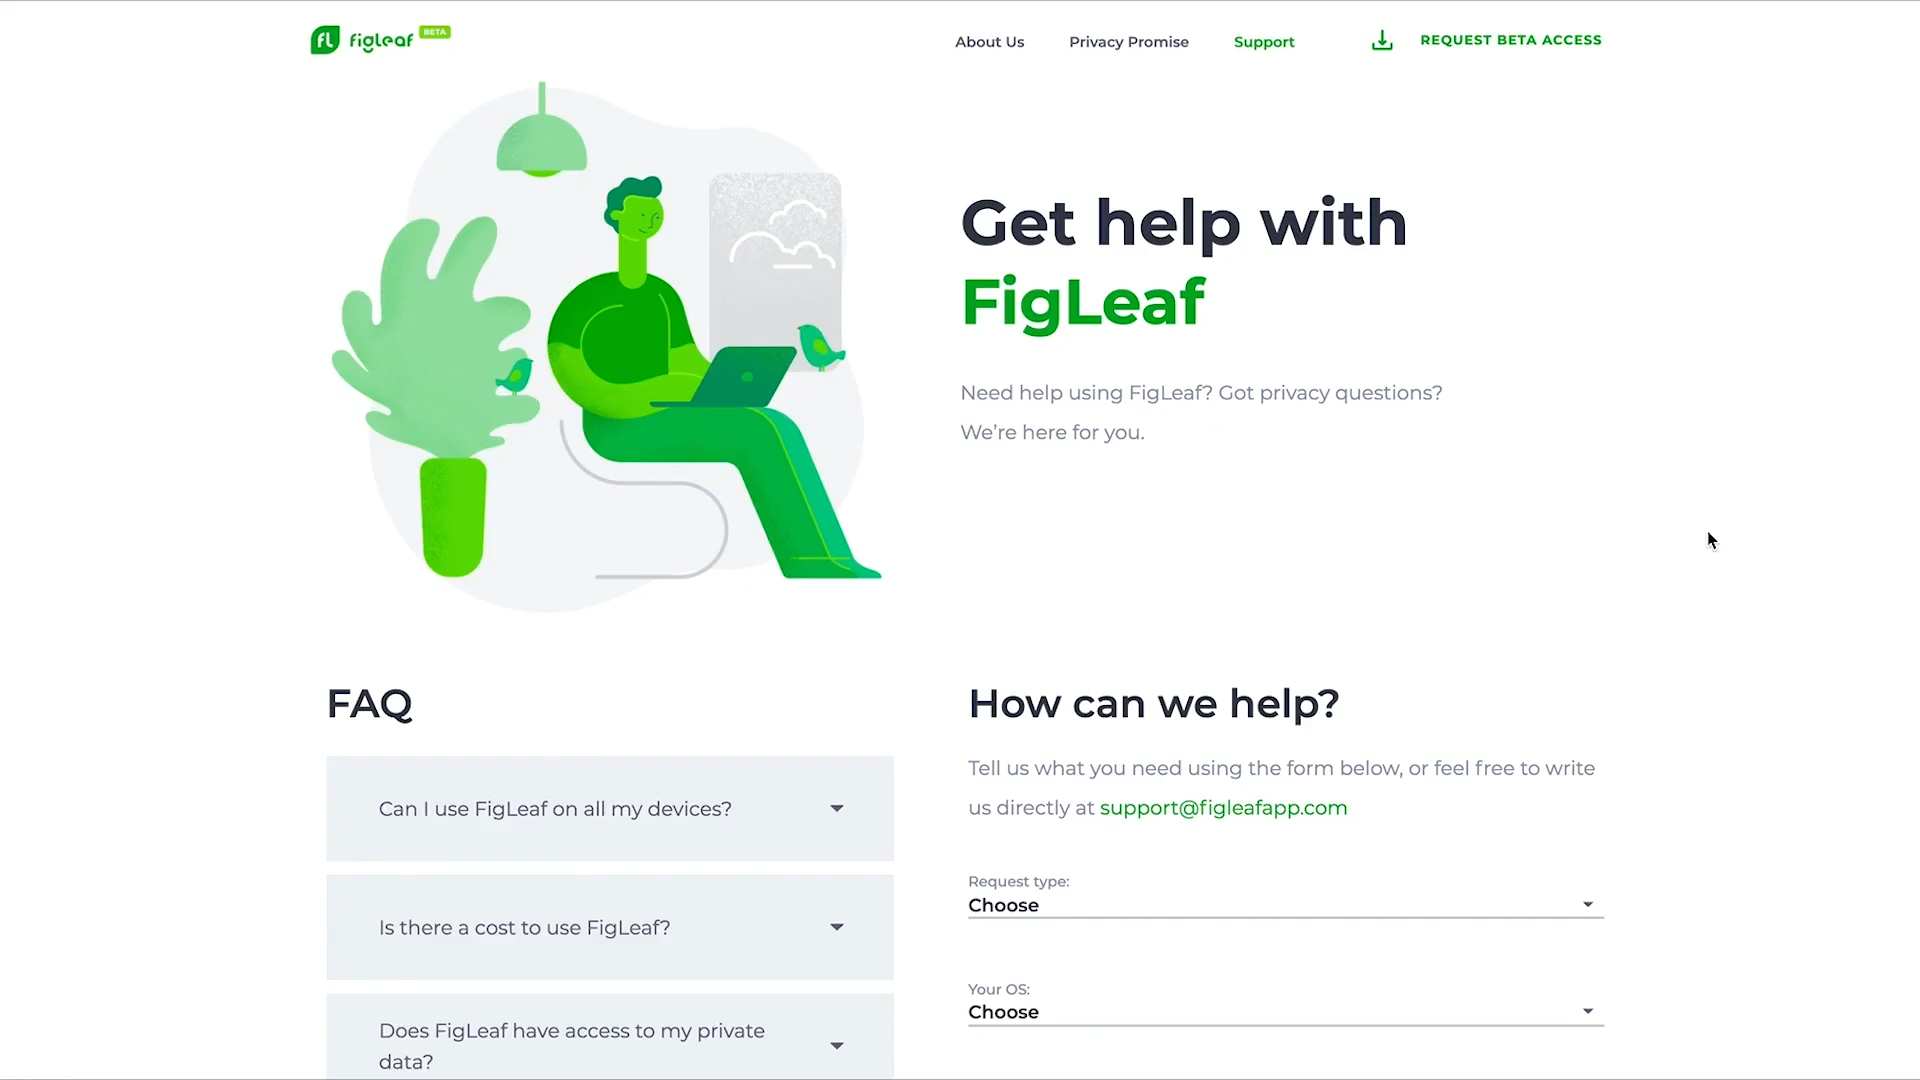 fL figleaf BETA
About Us Privacy Promise Support REQUEST BETA ACCESS
Get help with
FigLeaf
Need help using FigLeaf? Got privacy questions?
We’re here for you.
FAQ
Can I use FigLeaf on all my devices?
Is there a cost to use FigLeaf?
Does FigLeaf have access to my private
data?
How can we help?
Tell us what you need using the form below, or feel free to write
us directly at support@figleafapp.com
Request type:
Choose
Your OS:
Choose